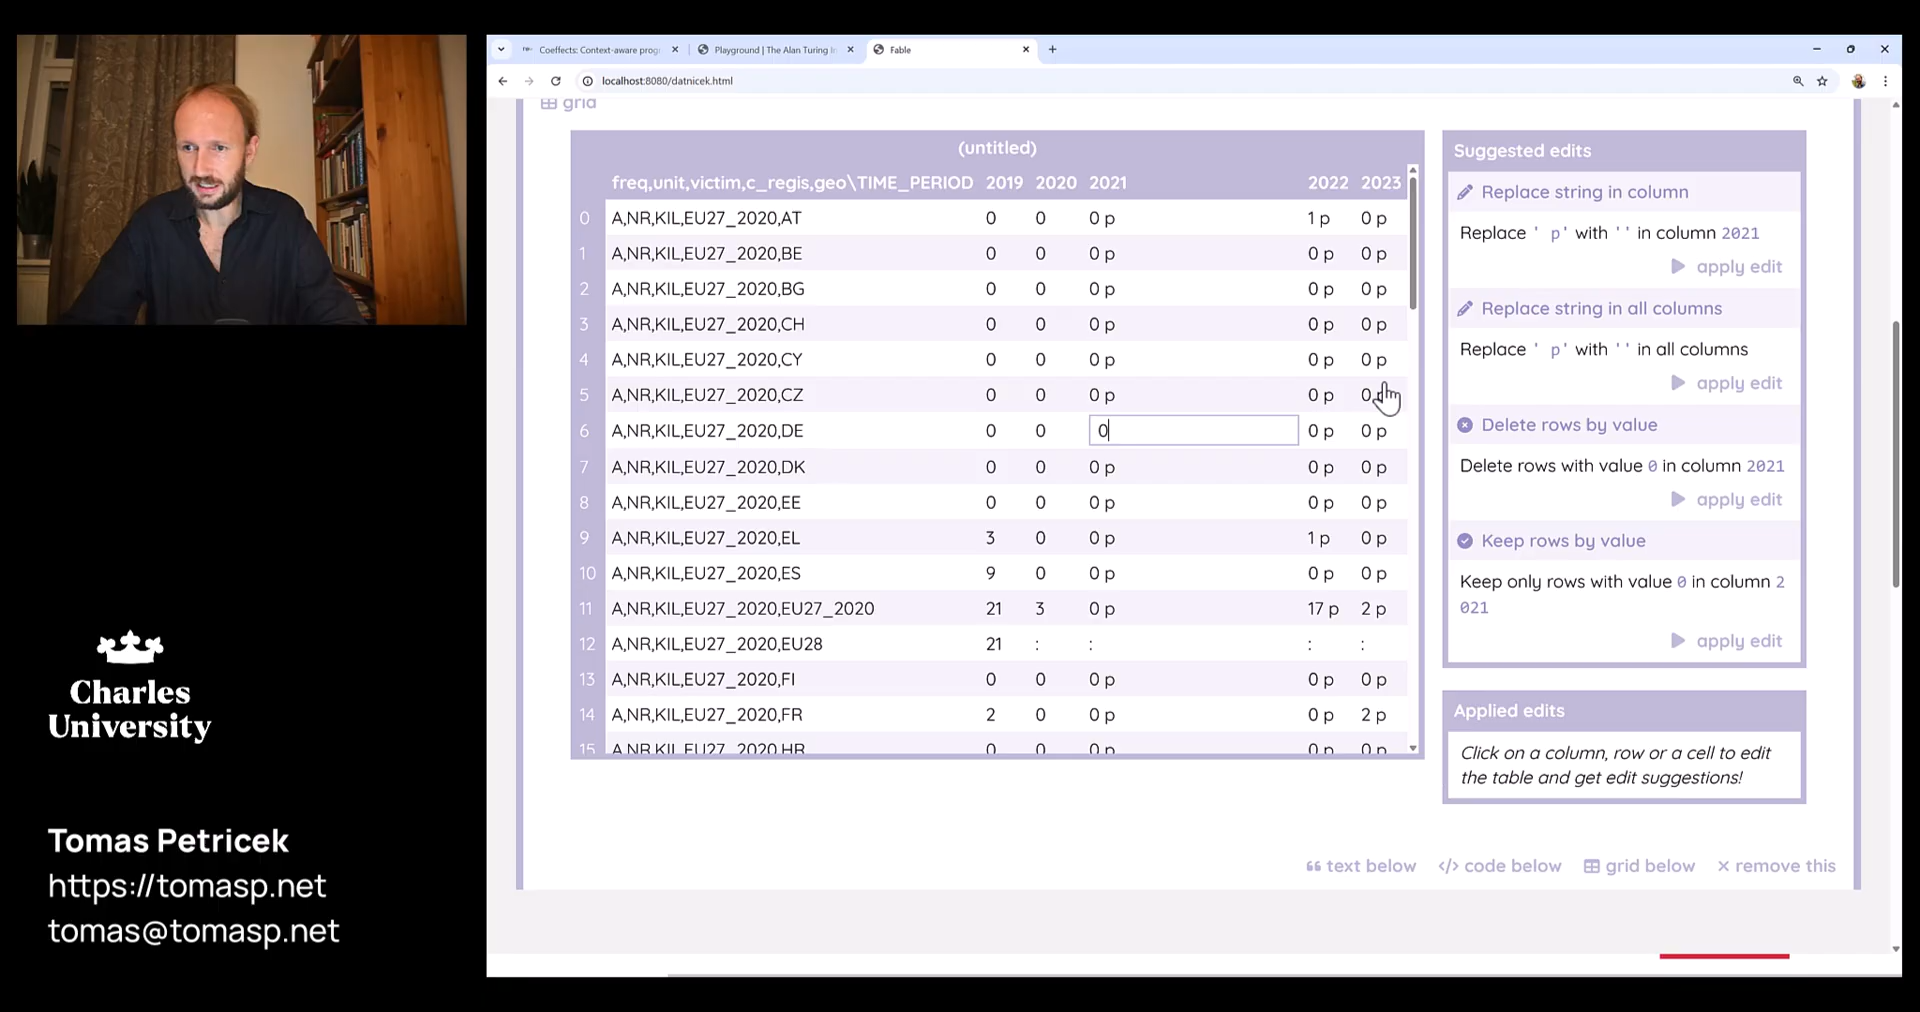 Coeffects: Context-aware prog
Playground | The Alan Turing In
Fable
localhost:8080/datnicek.html
grid
(untitled)
freq,unit,victim,c_regis,geo\TIME_PERIOD 2019 2020 2021 2022 2023
0 A,NR,KIL,EU27_2020,AT 0 0 0 p 1 p 0 p
1 A,NR,KIL,EU27_2020,BE 0 0 0 p 0 p 0 p
2 A,NR,KIL,EU27_2020,BG 0 0 0 p 0 p 0 p
3 A,NR,KIL,EU27_2020,CH 0 0 0 p 0 p 0 p
4 A,NR,KIL,EU27_2020,CY 0 0 0 p 0 p 0 p
5 A,NR,KIL,EU27_2020,CZ 0 0 0 p 0 p 0
6 A,NR,KIL,EU27_2020,DE 0 0 0 0 p 0 p
7 A,NR,KIL,EU27_2020,DK 0 0 0 p 0 p 0 p
8 A,NR,KIL,EU27_2020,EE 0 0 0 p 0 p 0 p
9 A,NR,KIL,EU27_2020,EL 3 0 0 p 1 p 0 p
10 A,NR,KIL,EU27_2020,ES 9 0 0 p 0 p 0 p
11 A,NR,KIL,EU27_2020,EU27_2020 21 3 0 p 17 p 2 p
12 A,NR,KIL,EU27_2020,EU28 21 : : : :
13 A,NR,KIL,EU27_2020,FI 0 0 0 p 0 p 0 p
14 A,NR,KIL,EU27_2020,FR 2 0 0 p 0 p 2 p
15 A,NR,KIL,EU27_2020,HR 0 0 0 p 0 p 0 p
Suggested edits
Replace string in column
Replace ' p' with '' in column 2021
apply edit
Replace string in all columns
Replace ' p' with '' in all columns
apply edit
Delete rows by value
Delete rows with value 0 in column 2021
apply edit
Keep rows by value
Keep only rows with value 0 in column 2
021
apply edit
Applied edits
Click on a column, row or a cell to edit
the table and get edit suggestions!
text below </> code below grid below × remove this
Charles
University
Tomas Petricek
https://tomasp.net
tomas@tomasp.net